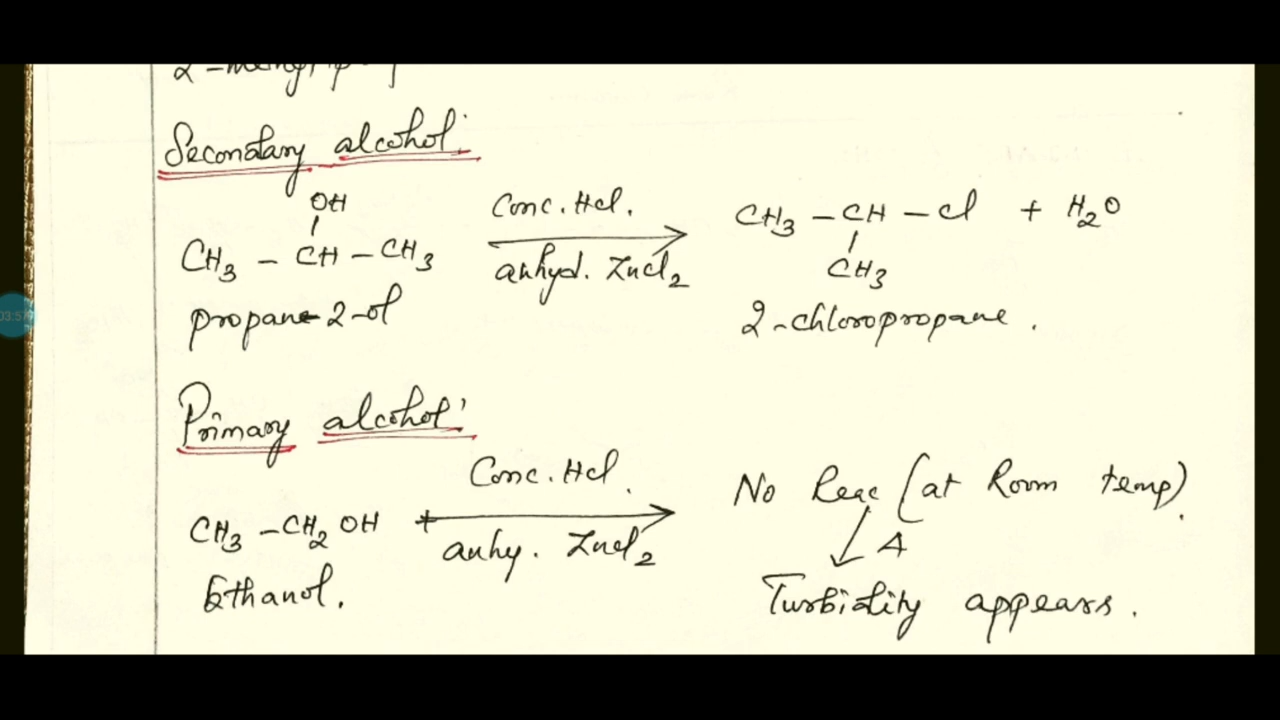 Secondary alcohol:
OH
CH3 - CH - CH3
Conc. HCl.
anhyd. ZnCl2
CH3 - CH - Cl + H2O
CH3
propane-2-ol
2-chloropropane.
Primary alcohol:
Conc. HCl.
CH3 - CH2 OH
anhy. ZnCl2
No Reac (at Room temp).
Δ
Ethanol.
Turbidity appears.